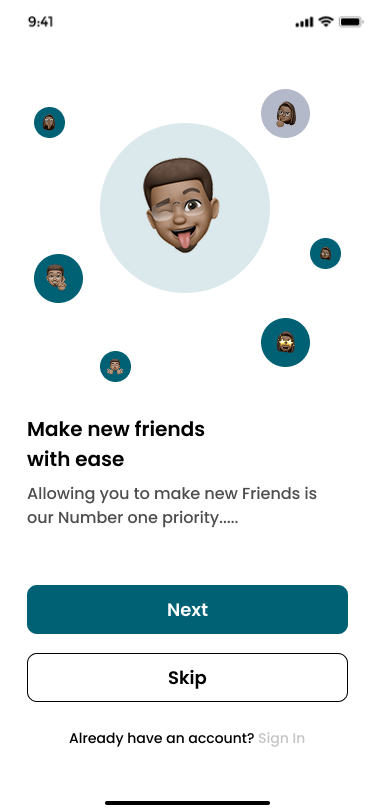 9:41
Make new friends
with ease
Allowing you to make new Friends is
our Number one priority.....
Next
Skip
Already have an account? Sign In